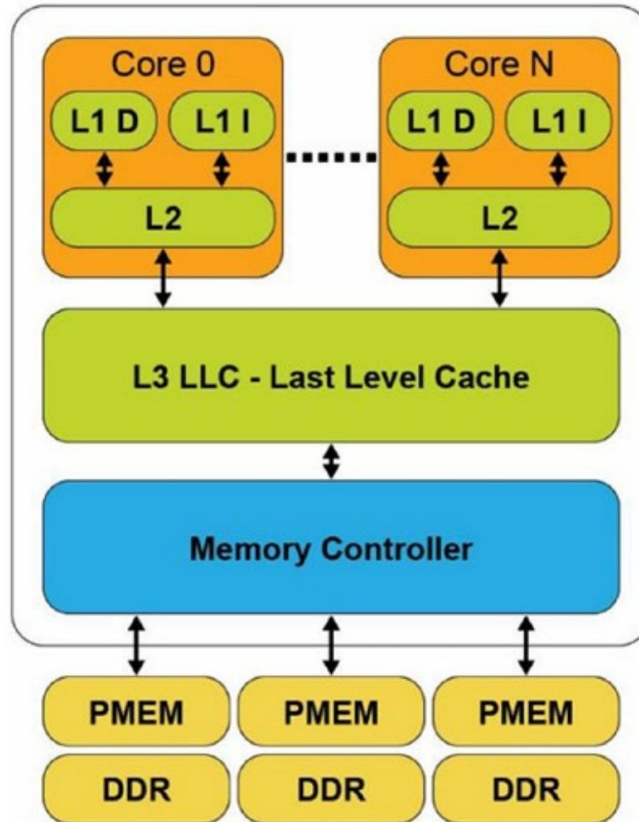 Core 0
Core N
L1 D
L1 I
L1 D
L1 I
L2
L2
L3 LLC - Last Level Cache
Memory Controller
PMEM
PMEM
PMEM
DDR
DDR
DDR